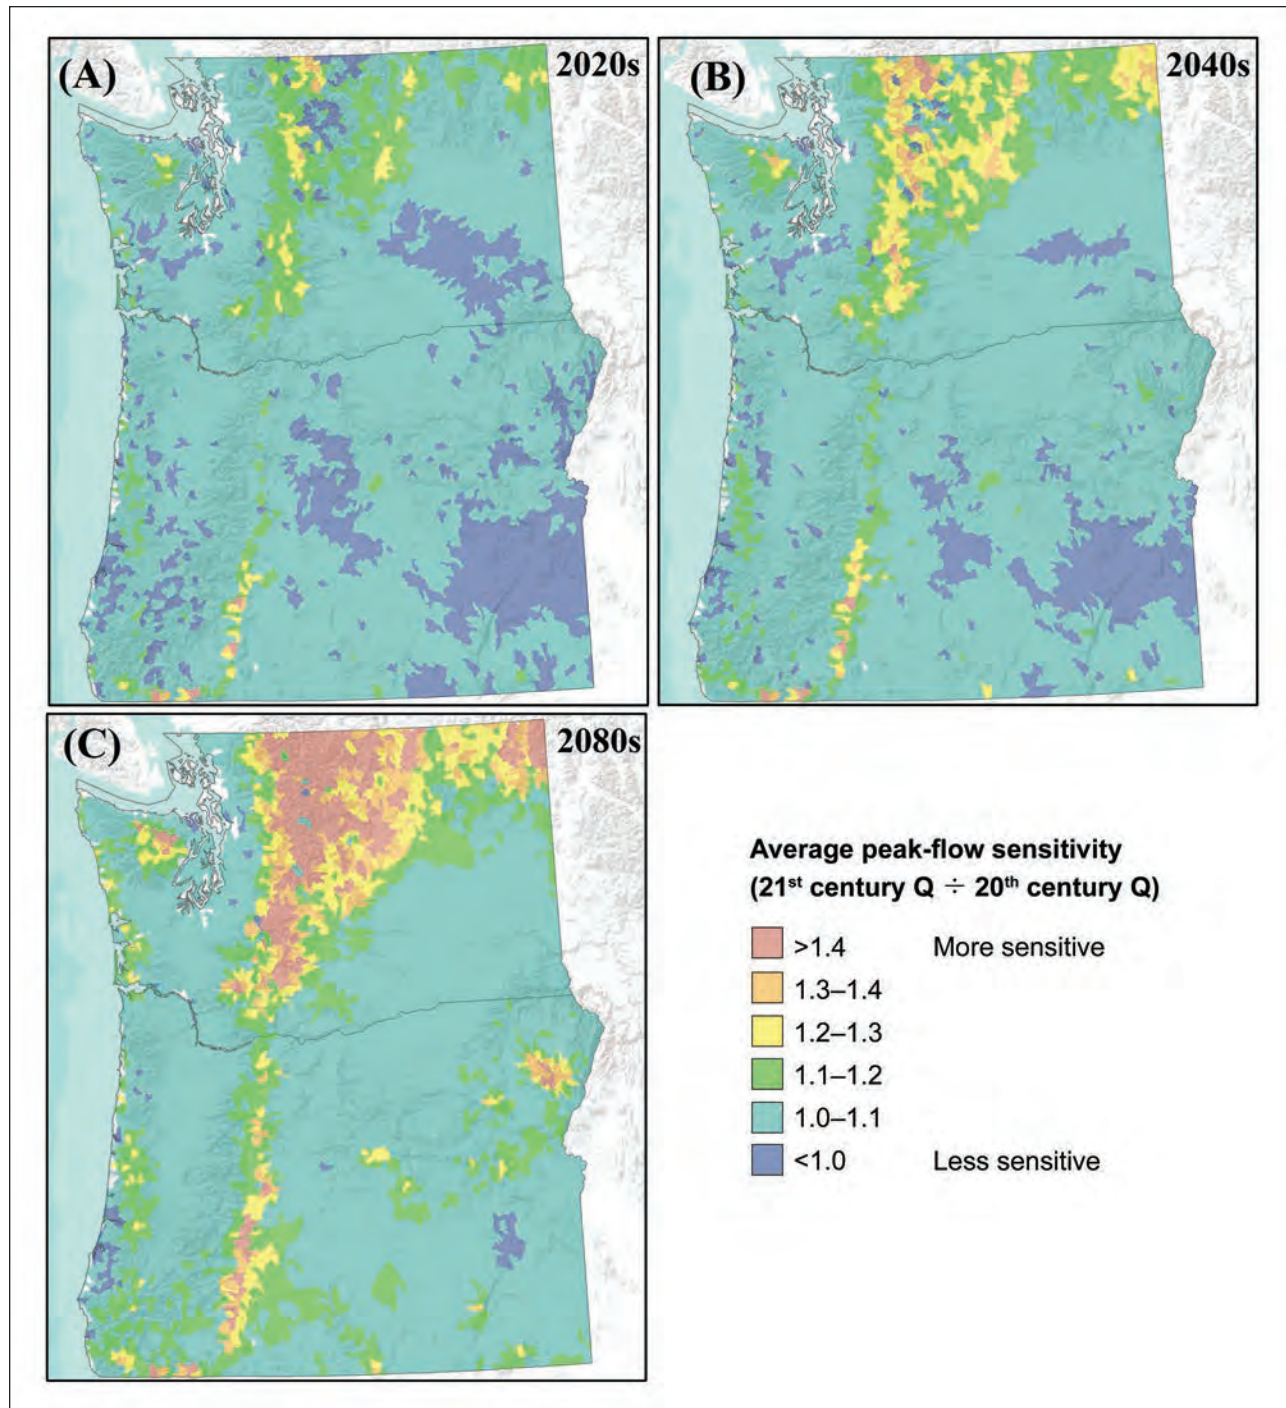 (A)
2020s
(B)
2040s
(C)
2080s
Average peak-flow sensitivity
(21st century Q ÷ 20th century Q)
>1.4 More sensitive
1.3–1.4
1.2–1.3
1.1–1.2
1.0–1.1
<1.0 Less sensitive